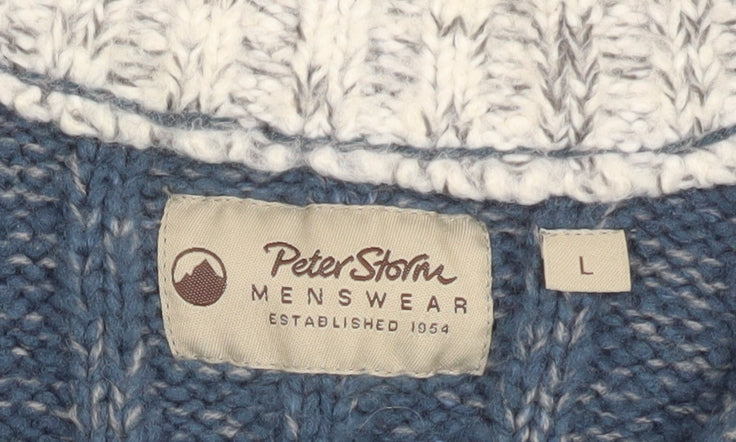 Peter Storm
MENSWEAR
ESTABLISHED 1954
L